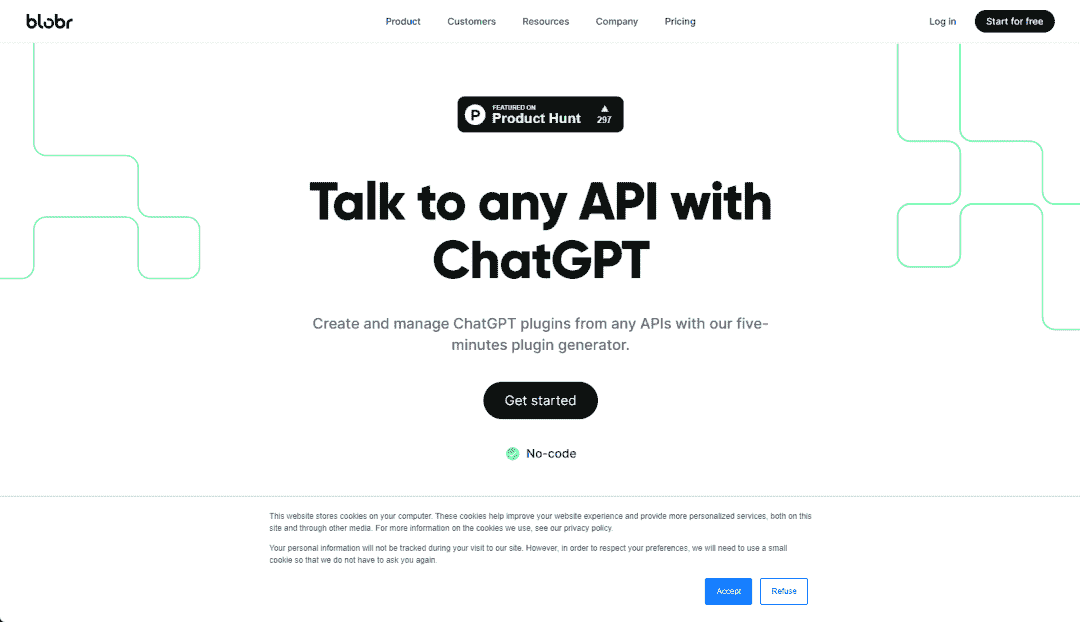 blobr
Product Customers Resources Company Pricing
Log in Start for free
FEATURED ON
Product Hunt
297
Talk to any API with
ChatGPT
Create and manage ChatGPT plugins from any APIs with our five-
minutes plugin generator.
Get started
No-code
This website stores cookies on your computer. These cookies help improve your website experience and provide more personalized services, both on this
site and through other media. For more information on the cookies we use, see our privacy policy.
Your personal information will not be tracked during your visit to our site. However, in order to respect your preferences, we will need to use a small
cookie so that we do not have to ask you again.
Accept Refuse